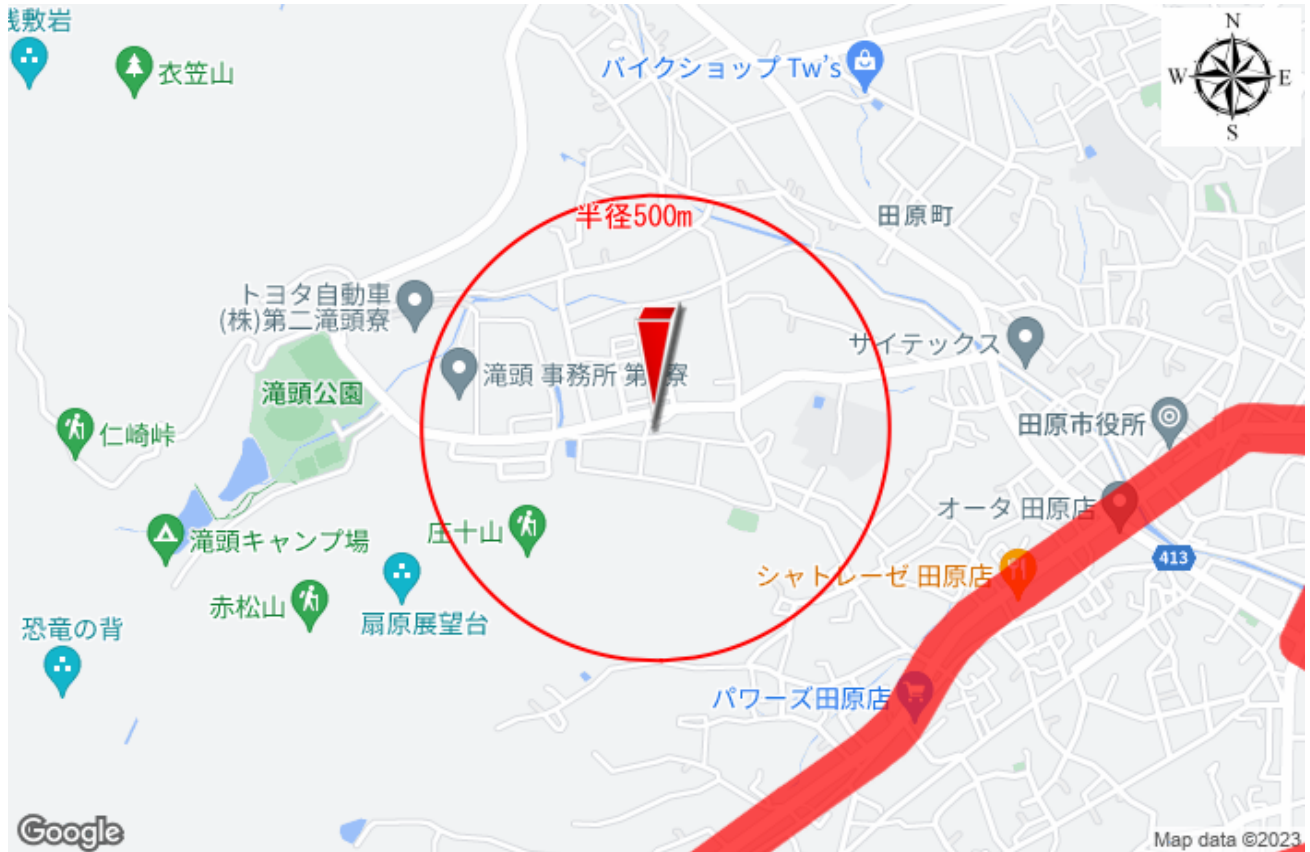 浅敷岩
衣笠山
バイクショップ Tw's
N
W
E
S
半径500m
田原町
トヨタ自動車
(株)第二滝頭寮
サイテックス
滝頭 事務所 第
寮
滝頭公園
仁崎峠
田原市役所
オータ 田原店
滝頭キャンプ場
庄十山
413
シャトレーゼ 田原店
赤松山
扇原展望台
恐竜の背
パワーズ田原店
Google
Map data ©2023